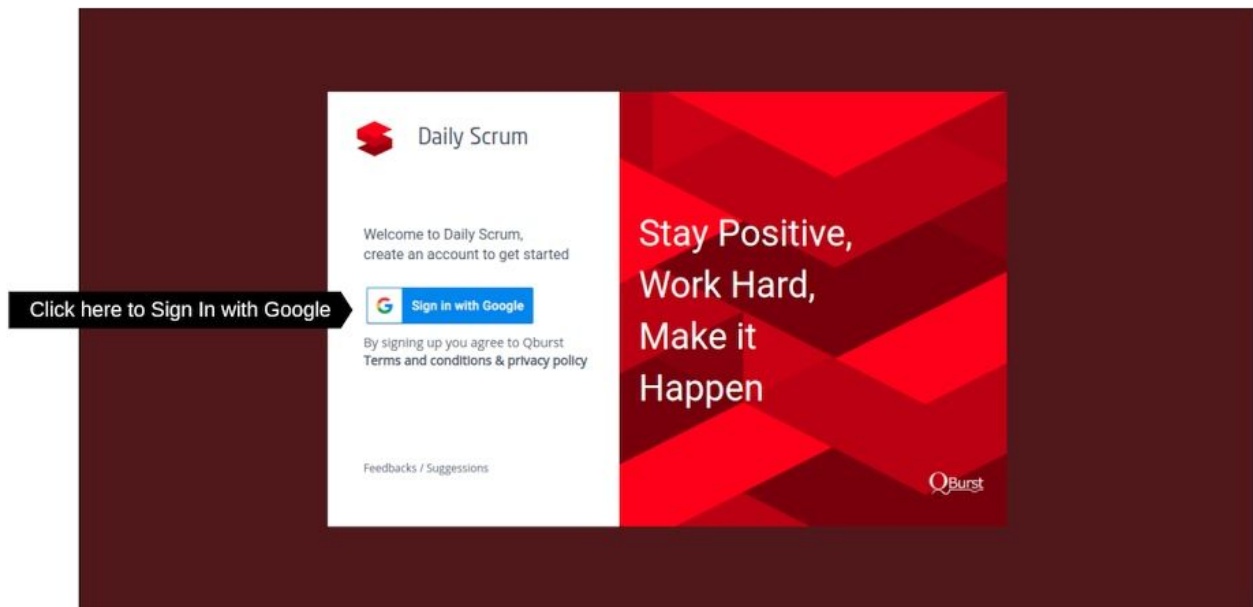 Daily Scrum
Welcome to Daily Scrum,
create an account to get started
Click here to Sign In with Google
Sign in with Google
By signing up you agree to Qburst
Terms and conditions & privacy policy
Feedbacks / Suggessions
Stay Positive,
Work Hard,
Make it
Happen
QBurst